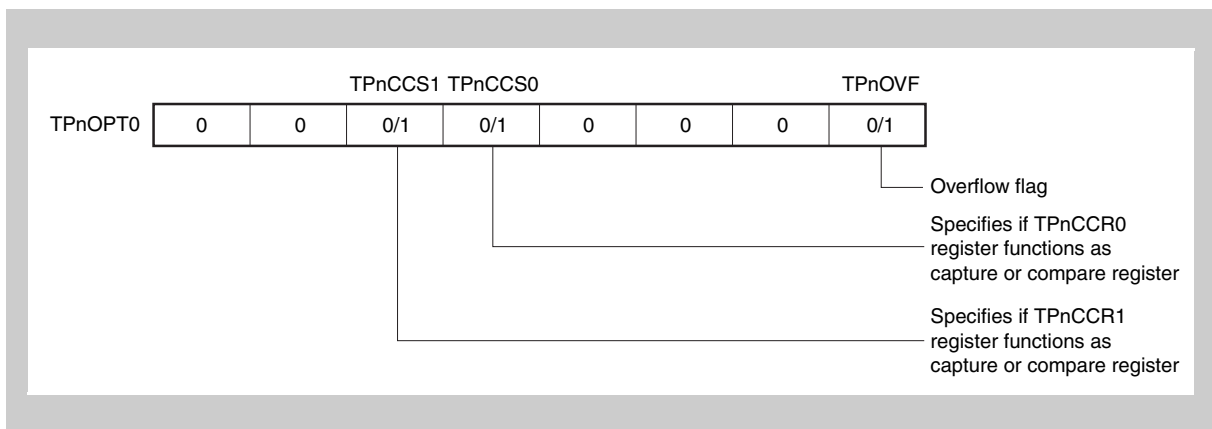 TPnCCS1 TPnCCS0 TPnOVF
TPnOPT0 0 0 0/1 0/1 0 0 0 0/1
Overflow flag
Specifies if TPnCCR0
register functions as
capture or compare register
Specifies if TPnCCR1
register functions as
capture or compare register